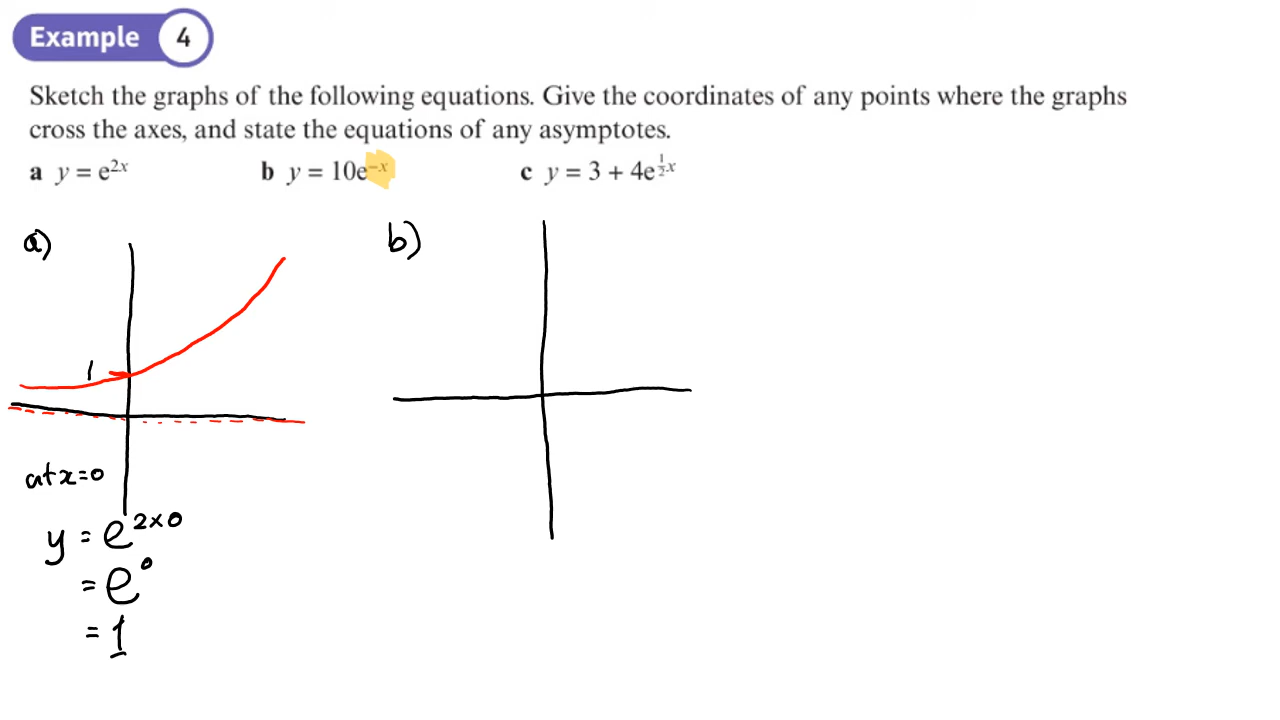 Example 4
Sketch the graphs of the following equations. Give the coordinates of any points where the graphs
cross the axes, and state the equations of any asymptotes.
a y = e²ˣ b y = 10e⁻ˣ c y = 3 + 4e^{½x}
a) b)
1
at x=0
y = e^{2×0}
= e⁰
= 1